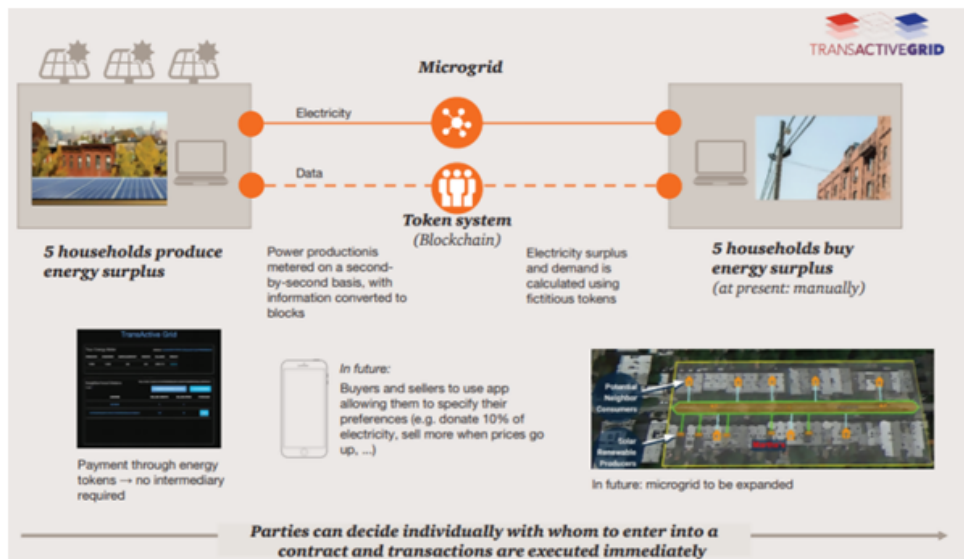 TRANSACTIVEGRID
Microgrid
Electricity
Data
Token system
(Blockchain)
5 households produce
energy surplus
Power productionis
metered on a second-
by-second basis, with
information converted to
blocks
Electricity surplus
and demand is
calculated using
fictitious tokens
5 households buy
energy surplus
(at present: manually)
TransActive Grid
Payment through energy
tokens → no intermediary
required
In future:
Buyers and sellers to use app
allowing them to specify their
preferences (e.g. donate 10% of
electricity, sell more when prices go
up, ...)
Potential
Neighbor
Consumers
Solar
Renewable
Producers
In future: microgrid to be expanded
Parties can decide individually with whom to enter into a
contract and transactions are executed immediately